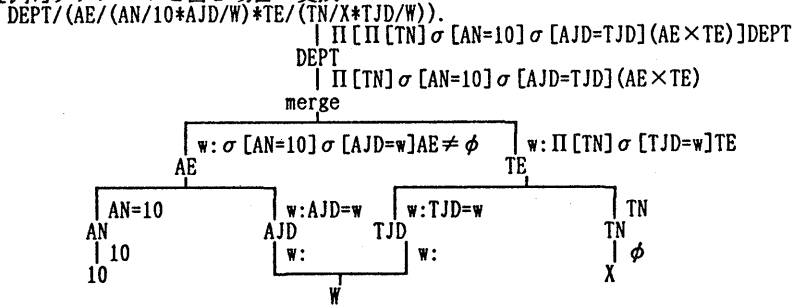 DEPT/(AE/(AN/10*AJD/W)*TE/(TN/X*TJD/W)).
Π[Π[TN]σ[AN=10]σ[AJD=TJD](AE×TE)]DEPT
DEPT
Π[TN]σ[AN=10]σ[AJD=TJD](AE×TE)
merge
w:σ[AN=10]σ[AJD=w]AE≠φ w:Π[TN]σ[TJD=w]TE
AE TE
AN=10 w:AJD=w w:TJD=w TN
AN AJD TJD TN
10 w: w: φ
10 X
W